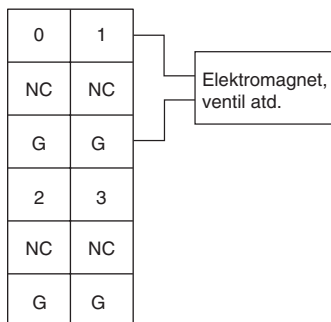 0 1
NC NC
G G
2 3
NC NC
G G
Elektromagnet,
ventil atd.